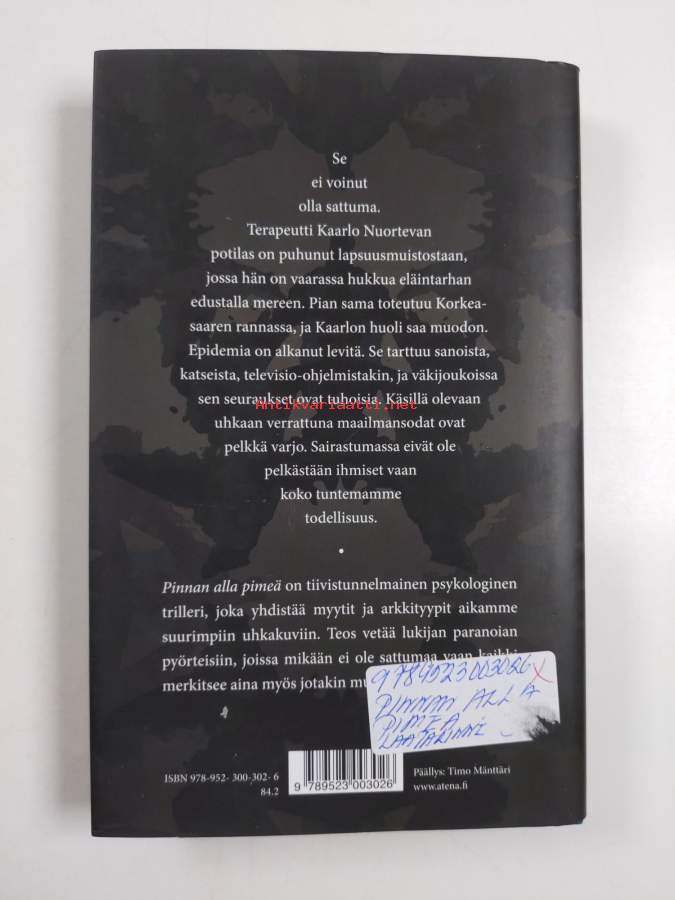 Se
ei voinut
olla sattuma.
Terapeutti Kaarlo Nuortevan
potilas on puhunut lapsuusmuistostaan,
jossa hän on vaarassa hukkua eläintarhan
edustalla mereen. Pian sama toteutuu Korkea-
saaren rannassa, ja Kaarlon huoli saa muodon.
Epidemia on alkanut levitä. Se tarttuu sanoista,
katseista, televisio-ohjelmistakin, ja väkijoukoissa
sen seuraukset ovat tuhoisia. Käsillä olevaan
Antikvariaatti.net
uhkaan verrattuna maailmansodat ovat
pelkkä varjo. Sairastumassa eivät ole
pelkästään ihmiset vaan
koko tuntemamme
todellisuus.
•
Pinnan alla pimeä on tiivistunnelmainen psykologinen
trilleri, joka yhdistää myytit ja arkkityypit aikamme
suurimpiin uhkakuviin. Teos vetää lukijan paranoian
pyörteisiin, joissa mikään ei ole sattumaa vaan kaikki
merkitsee aina myös jotakin
9789523003026 X
PINNAN ALLA
PIMEÄ
ISBN 978-952-300-302-6
84.2
9 789523 003026
Päällys: Timo Mänttäri
www.atena.fi